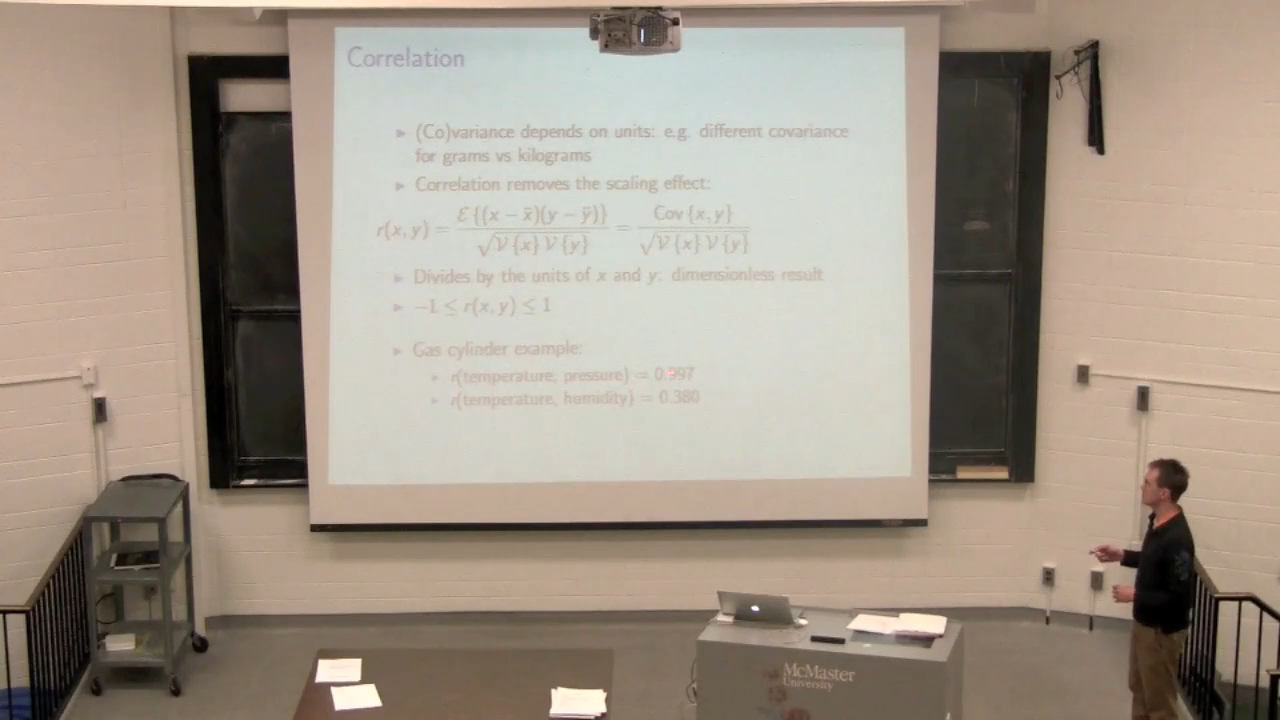 Correlation
▶ (Co)variance depends on units: e.g. different covariance
for grams vs kilograms
▶ Correlation removes the scaling effect:
r(x, y) = ℰ{(x − x̄)(y − ȳ)} / √(𝒱{x} 𝒱{y}) = Cov{x, y} / √(𝒱{x} 𝒱{y})
▶ Divides by the units of x and y: dimensionless result
▶ −1 ≤ r(x, y) ≤ 1
▶ Gas cylinder example:
▶ r(temperature, pressure) = 0.997
▶ r(temperature, humidity) = 0.380
McMaster
University